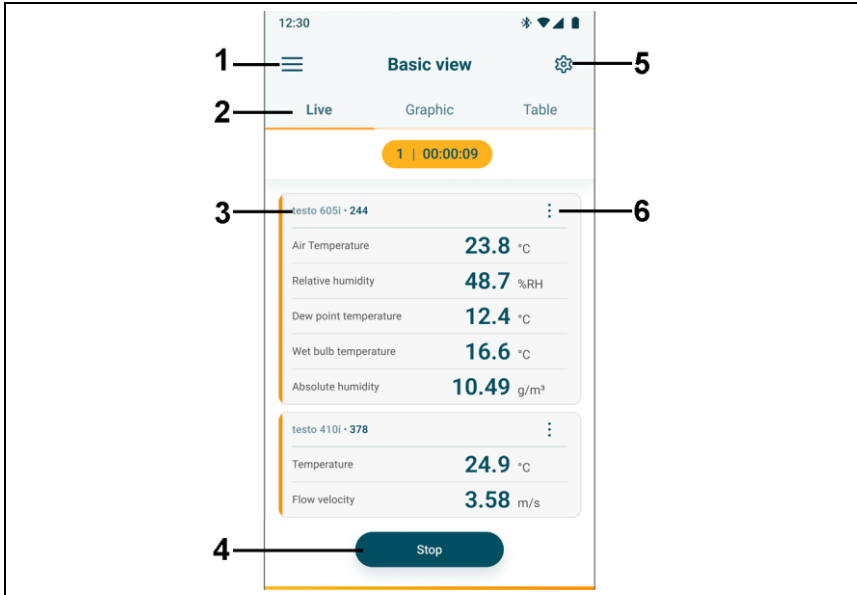 12:30
1 Basic view 5
2 Live Graphic Table
1 | 00:00:09
3 testo 605i • 244 6
Air Temperature 23.8 °C
Relative humidity 48.7 %RH
Dew point temperature 12.4 °C
Wet bulb temperature 16.6 °C
Absolute humidity 10.49 g/m³
testo 410i • 378
Temperature 24.9 °C
Flow velocity 3.58 m/s
4 Stop